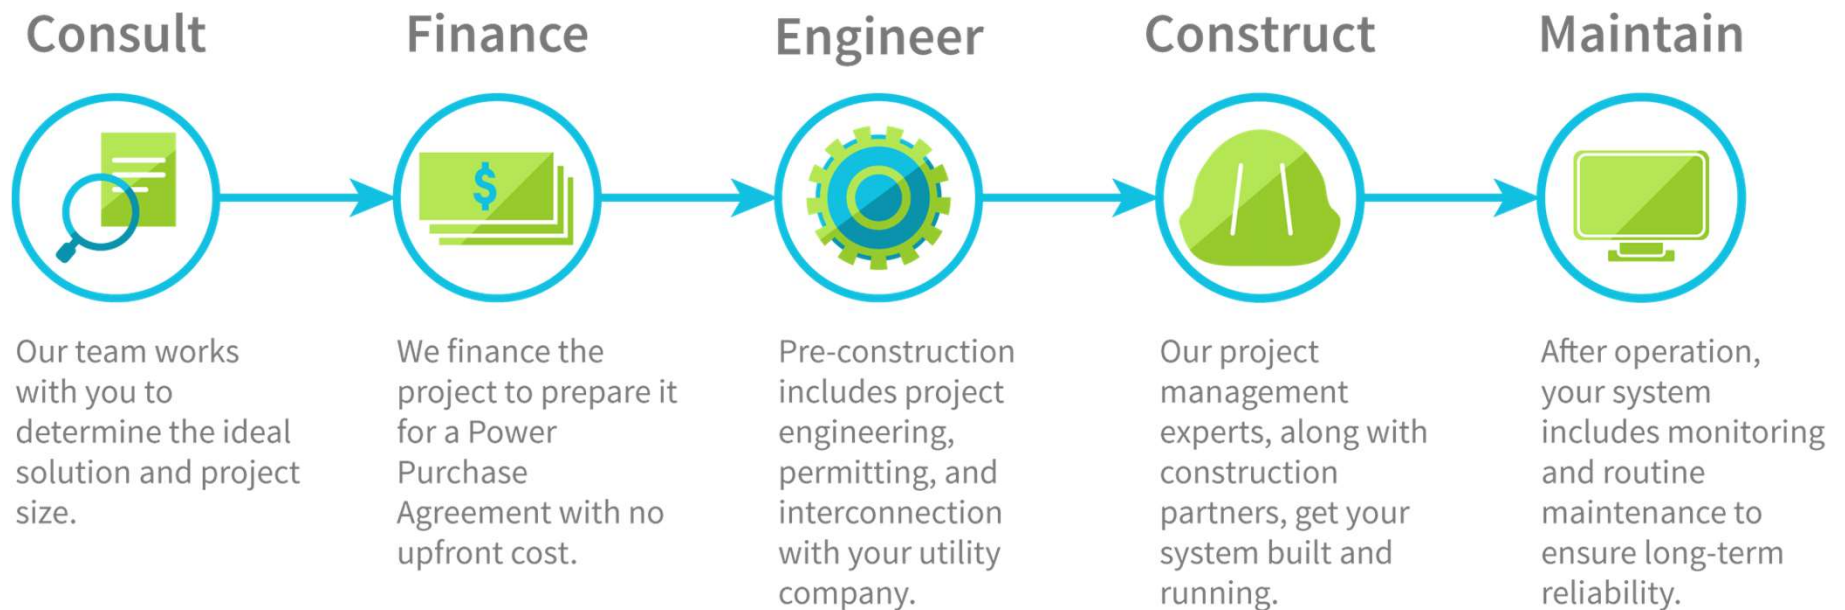 Consult
Finance
Engineer
Construct
Maintain
$
Our team works
with you to
determine the ideal
solution and project
size.
We finance the
project to prepare it
for a Power
Purchase
Agreement with no
upfront cost.
Pre-construction
includes project
engineering,
permitting, and
interconnection
with your utility
company.
Our project
management
experts, along with
construction
partners, get your
system built and
running.
After operation,
your system
includes monitoring
and routine
maintenance to
ensure long-term
reliability.